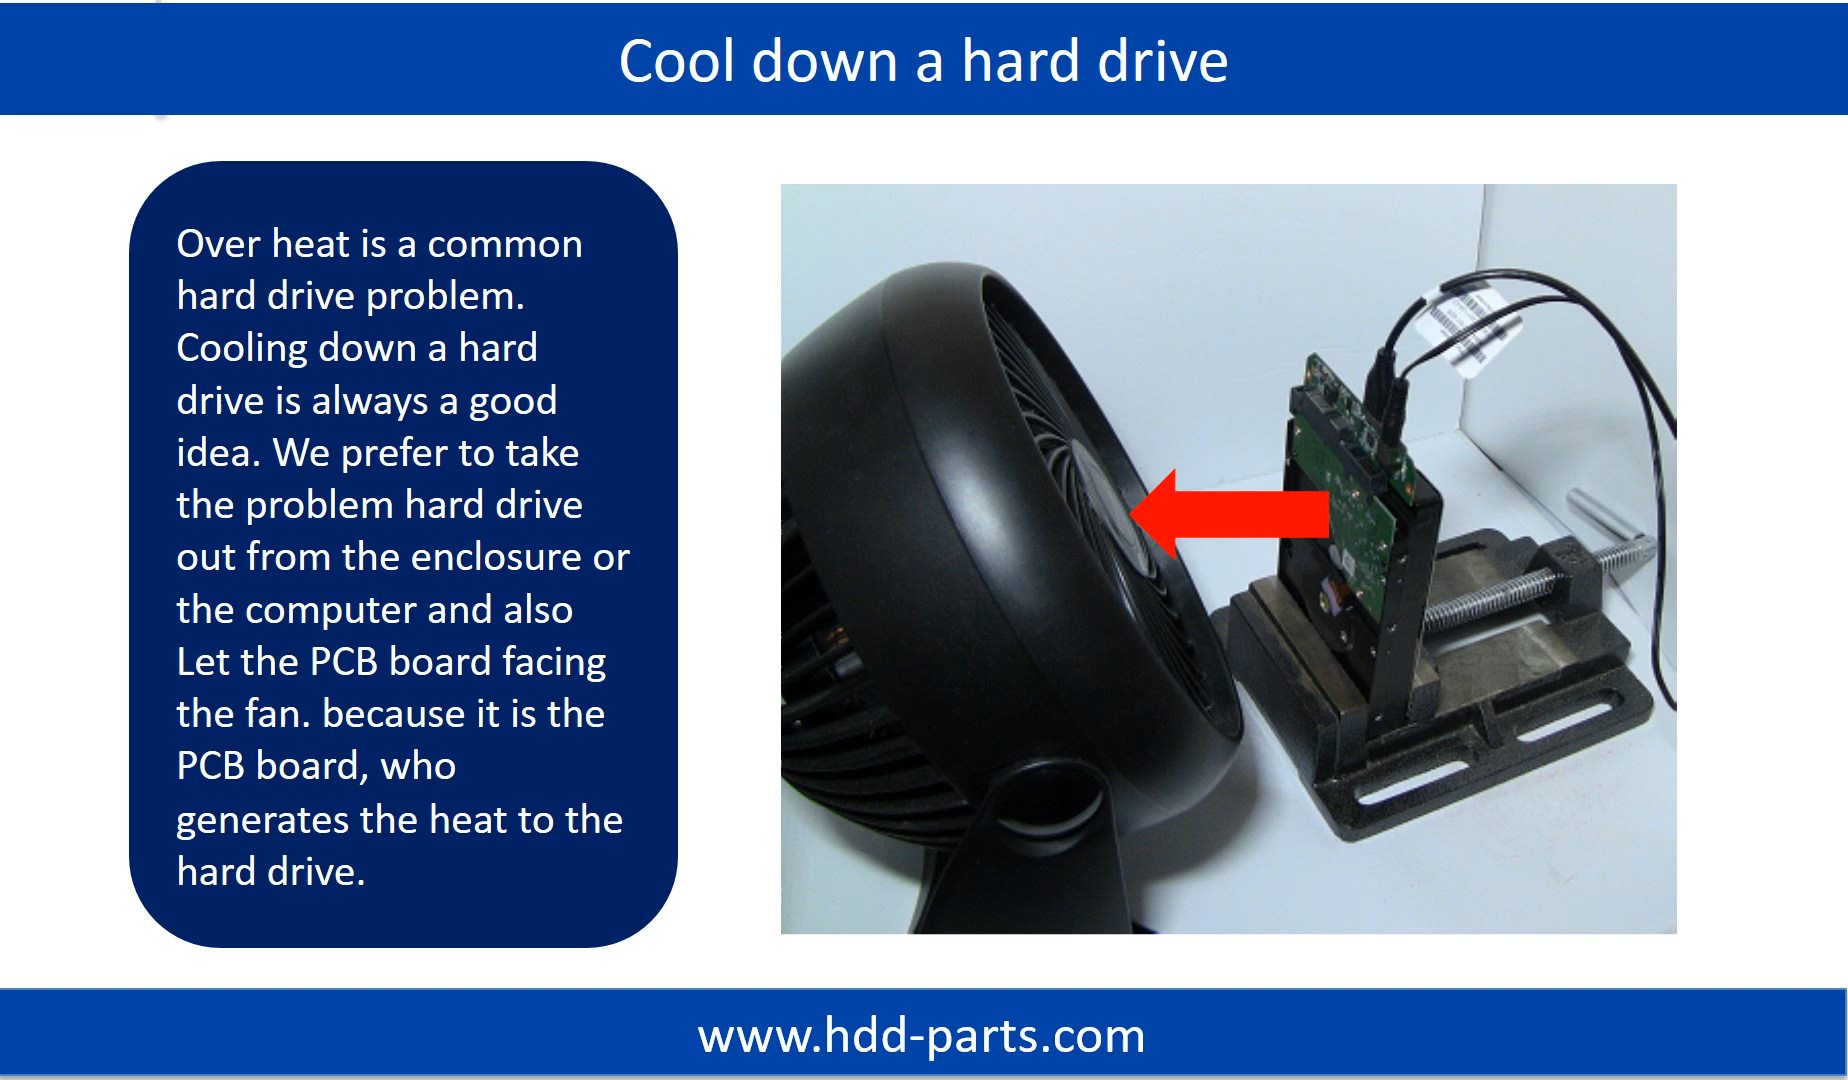 Cool down a hard drive
Over heat is a common
hard drive problem.
Cooling down a hard
drive is always a good
idea. We prefer to take
the problem hard drive
out from the enclosure or
the computer and also
Let the PCB board facing
the fan. because it is the
PCB board, who
generates the heat to the
hard drive.
www.hdd-parts.com